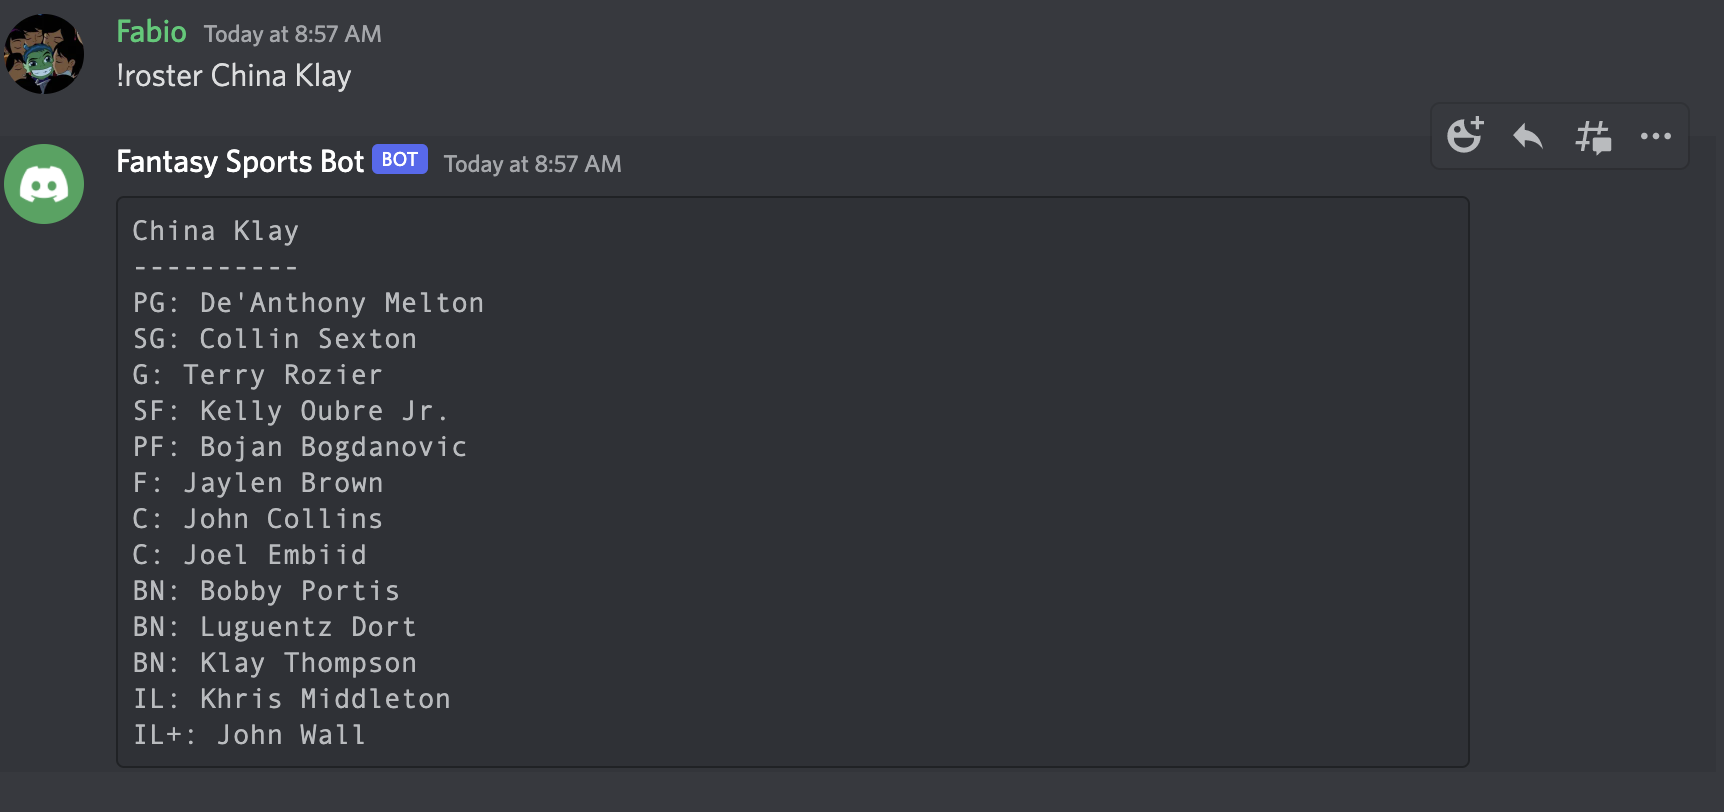 Fabio Today at 8:57 AM
!roster China Klay
Fantasy Sports Bot BOT Today at 8:57 AM
China Klay
----------
PG: De'Anthony Melton
SG: Collin Sexton
G: Terry Rozier
SF: Kelly Oubre Jr.
PF: Bojan Bogdanovic
F: Jaylen Brown
C: John Collins
C: Joel Embiid
BN: Bobby Portis
BN: Luguentz Dort
BN: Klay Thompson
IL: Khris Middleton
IL+: John Wall